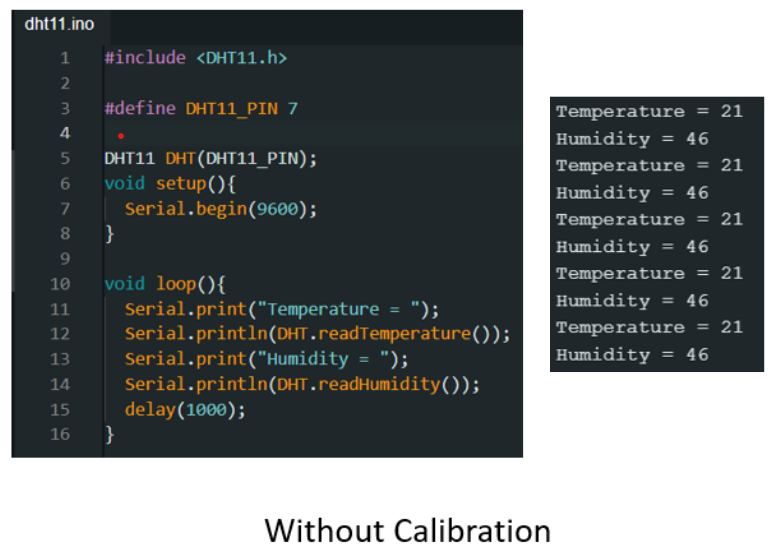 dht11.ino
1 #include <DHT11.h>
2
3 #define DHT11_PIN 7
4
5 DHT11 DHT(DHT11_PIN);
6 void setup(){
7   Serial.begin(9600);
8 }
9
10 void loop(){
11   Serial.print("Temperature = ");
12   Serial.println(DHT.readTemperature());
13   Serial.print("Humidity = ");
14   Serial.println(DHT.readHumidity());
15   delay(1000);
16 }
Temperature = 21
Humidity = 46
Temperature = 21
Humidity = 46
Temperature = 21
Humidity = 46
Temperature = 21
Humidity = 46
Temperature = 21
Humidity = 46
Without Calibration